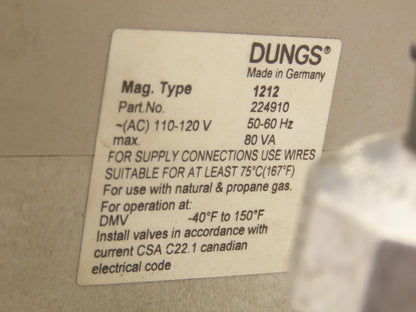 DUNGS®
Made in Germany
Mag. Type 1212
Part.No. 224910
~(AC) 110-120 V 50-60 Hz
max. 80 VA
FOR SUPPLY CONNECTIONS USE WIRES
SUITABLE FOR AT LEAST 75°C(167°F)
For use with natural & propane gas.
For operation at:
DMV -40°F to 150°F
Install valves in accordance with
current CSA C22.1 canadian
electrical code